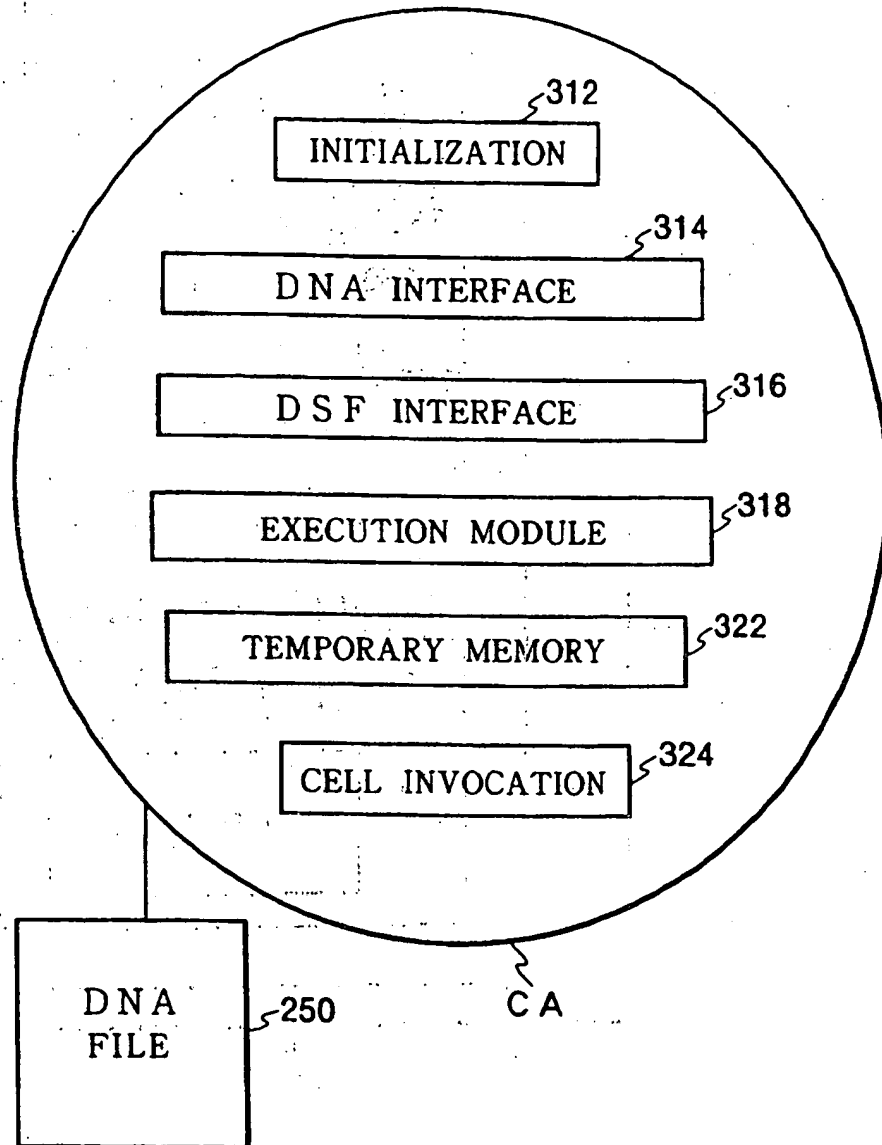 312
INITIALIZATION
314
DNA INTERFACE
316
DSF INTERFACE
318
EXECUTION MODULE
322
TEMPORARY MEMORY
324
CELL INVOCATION
CA
DNA
FILE
250